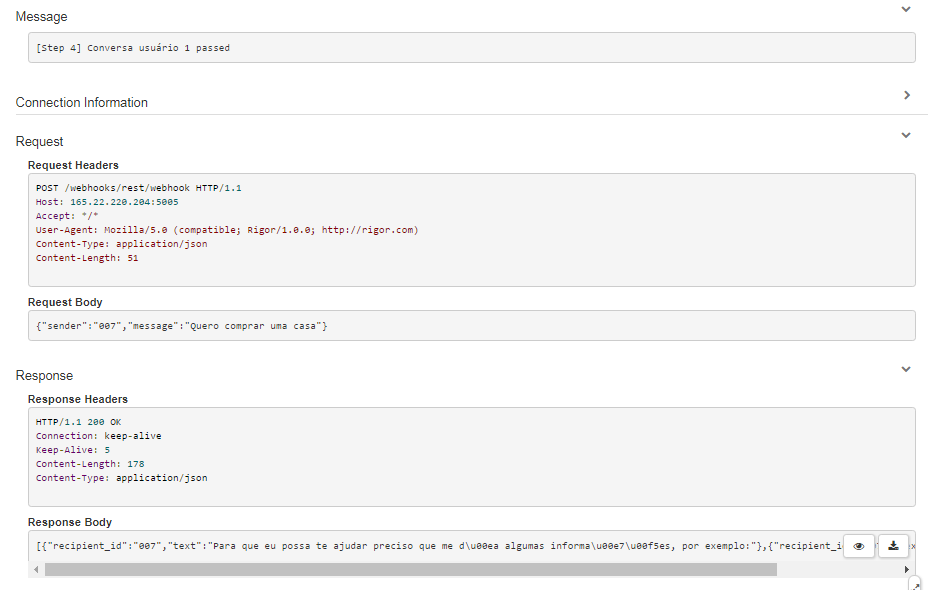 Message
[Step 4] Conversa usuário 1 passed
Connection Information
Request
Request Headers
POST /webhooks/rest/webhook HTTP/1.1
Host: 165.22.220.204:5005
Accept: */*
User-Agent: Mozilla/5.0 (compatible; Rigor/1.0.0; http://rigor.com)
Content-Type: application/json
Content-Length: 51
Request Body
{"sender":"007","message":"Quero comprar uma casa"}
Response
Response Headers
HTTP/1.1 200 OK
Connection: keep-alive
Keep-Alive: 5
Content-Length: 178
Content-Type: application/json
Response Body
[{"recipient_id":"007","text":"Para que eu possa te ajudar preciso que me d\u00ea algumas informa\u00e7\u00f5es, por exemplo:"},{"recipient_i